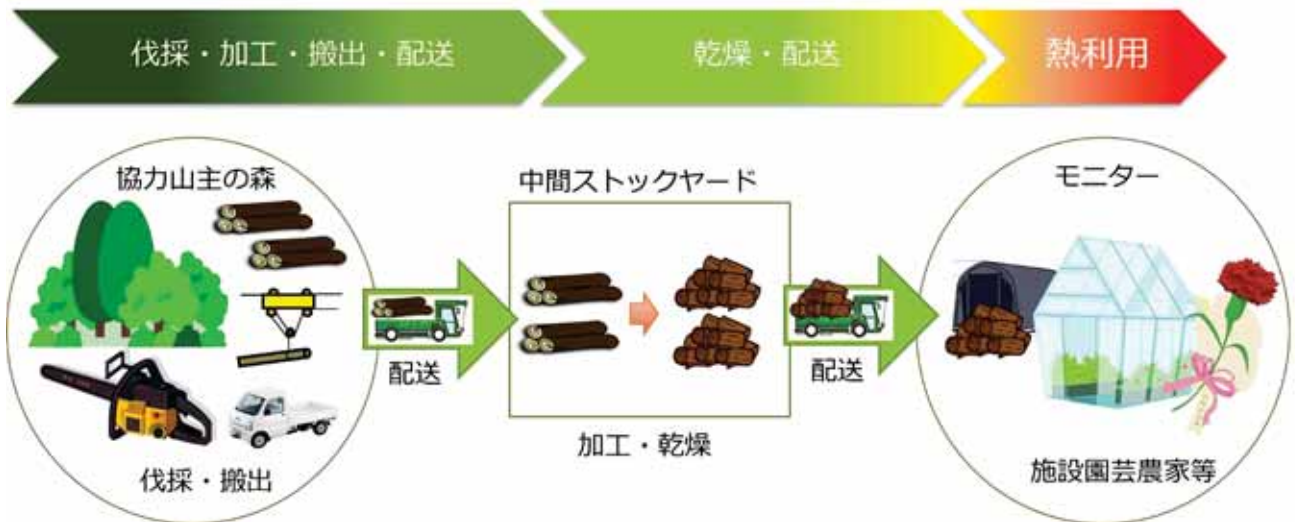 伐採・加工・搬出・配送
乾燥・配送
熱利用
協力山主の森
中間ストックヤード
モニター
配送
配送
加工・乾燥
伐採・搬出
施設園芸農家等